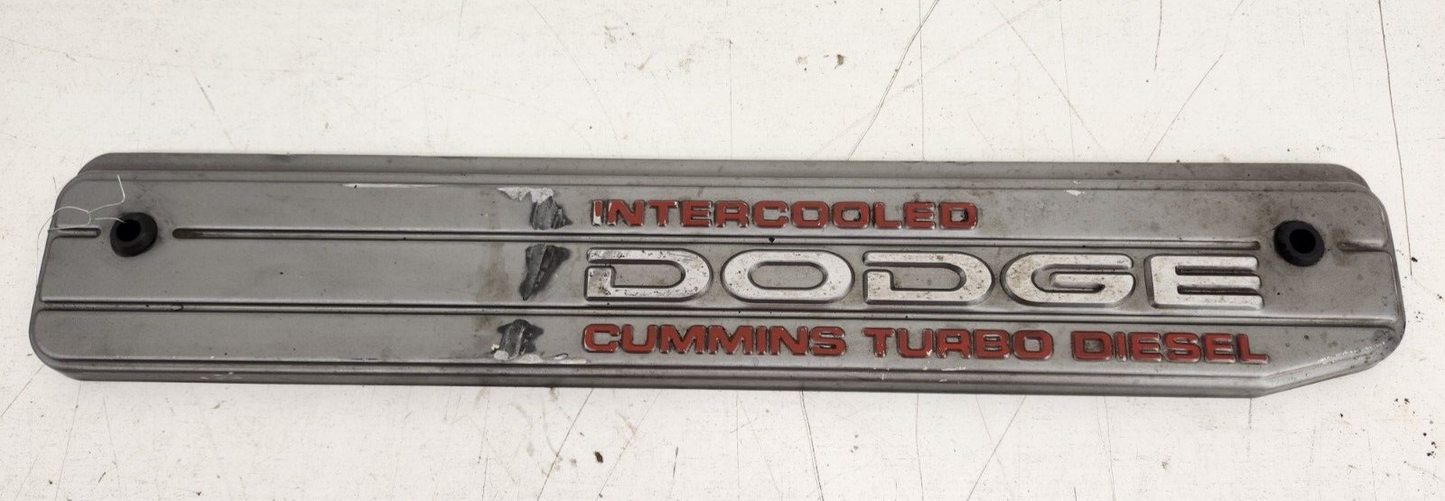 INTERCOOLED
DODGE
CUMMINS TURBO DIESEL